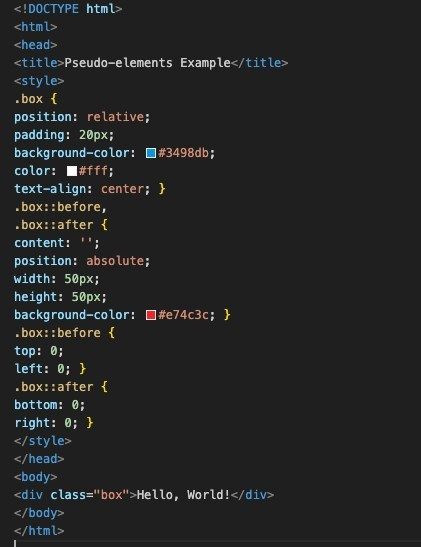 <!DOCTYPE html>
<html>
<head>
<title>Pseudo-elements Example</title>
<style>
.box {
position: relative;
padding: 20px;
background-color: #3498db;
color: #fff;
text-align: center; }
.box::before,
.box::after {
content: '';
position: absolute;
width: 50px;
height: 50px;
background-color: #e74c3c; }
.box::before {
top: 0;
left: 0; }
.box::after {
bottom: 0;
right: 0; }
</style>
</head>
<body>
<div class="box">Hello, World!</div>
</body>
</html>